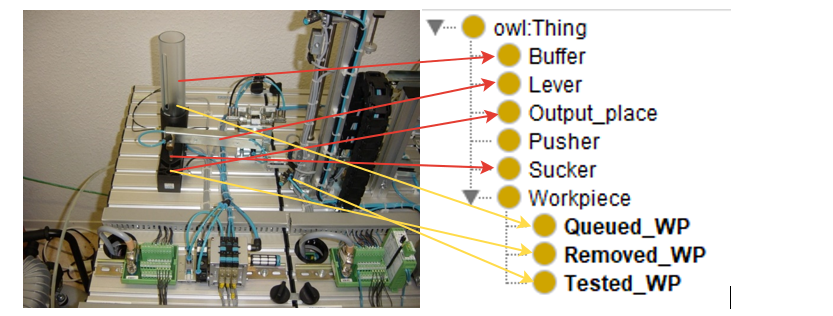 owl:Thing
Buffer
Lever
Output_place
Pusher
Sucker
Workpiece
Queued_WP
Removed_WP
Tested_WP